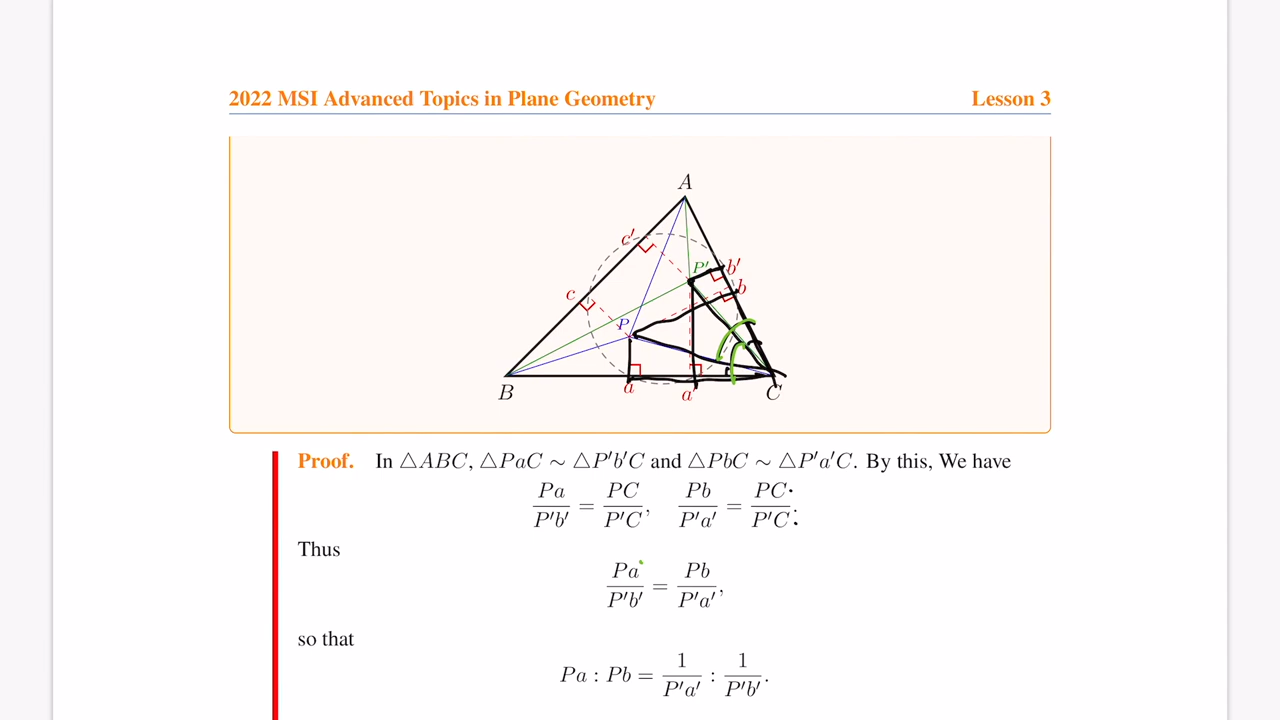 2022 MSI Advanced Topics in Plane Geometry Lesson 3
A
c'
P' b'
c b
P
B a a' C
Proof. In △ABC, △PaC ∼ △P'b'C and △PbC ∼ △P'a'C. By this, We have
Pa/P'b' = PC/P'C, Pb/P'a' = PC/P'C.
Thus
Pa/P'b' = Pb/P'a',
so that
Pa : Pb = 1/P'a' : 1/P'b'.